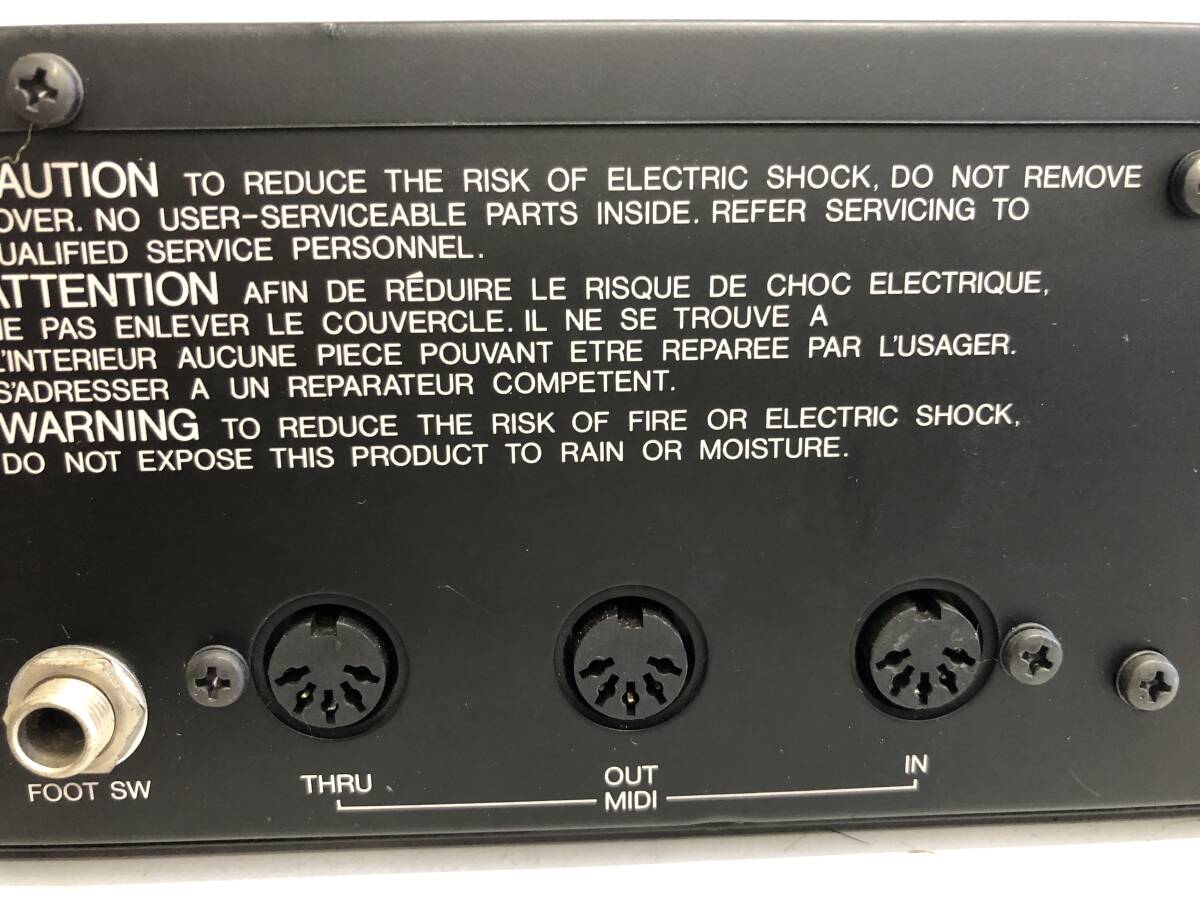 AUTION TO REDUCE THE RISK OF ELECTRIC SHOCK, DO NOT REMOVE
OVER. NO USER-SERVICEABLE PARTS INSIDE. REFER SERVICING TO
UALIFIED SERVICE PERSONNEL.
ATTENTION AFIN DE RÉDUIRE LE RISQUE DE CHOC ELECTRIQUE,
NE PAS ENLEVER LE COUVERCLE. IL NE SE TROUVE A
L'INTERIEUR AUCUNE PIECE POUVANT ETRE REPAREE PAR L'USAGER.
S'ADRESSER A UN REPARATEUR COMPETENT.
WARNING TO REDUCE THE RISK OF FIRE OR ELECTRIC SHOCK,
DO NOT EXPOSE THIS PRODUCT TO RAIN OR MOISTURE.
FOOT SW
THRU
OUT
IN
MIDI